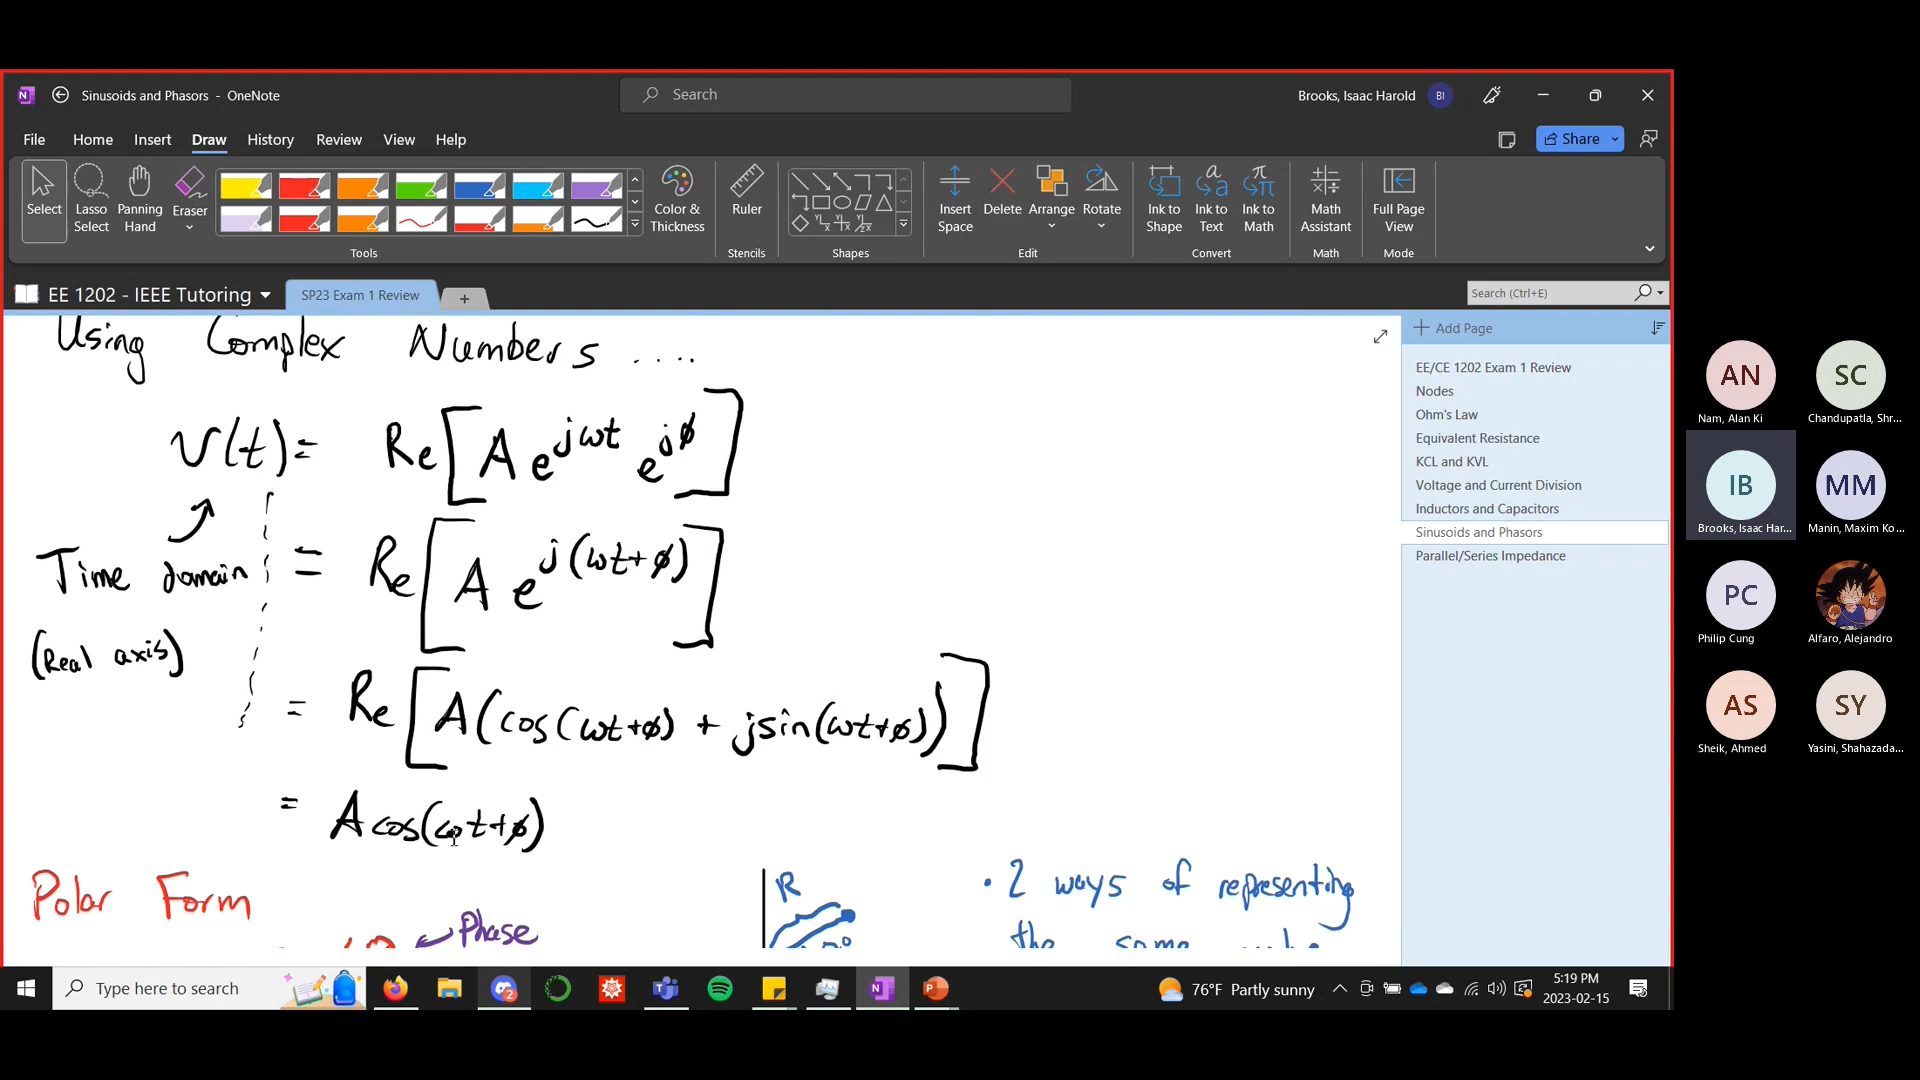 Sinusoids and Phasors - OneNote
Search
Brooks, Isaac Harold
BI
File Home Insert Draw History Review View Help
Share
Select
Lasso Select
Panning Hand
Eraser
Color & Thickness
Ruler
Insert Space
Delete
Arrange
Rotate
Ink to Shape
Ink to Text
Ink to Math
Math Assistant
Full Page View
Tools
Stencils
Shapes
Edit
Convert
Math
Mode
EE 1202 - IEEE Tutoring
SP23 Exam 1 Review
+
Search (Ctrl+E)
Using Complex Numbers ....
v(t) = Re[A e^jωt e^jø]
Time domain
(Real axis)
= Re[A e^j(ωt+ø)]
= Re[A(cos(ωt+ø) + jsin(ωt+ø))]
= A cos(ωt+ø)
Polar Form
Phase
R
• 2 ways of representing
the same
Add Page
EE/CE 1202 Exam 1 Review
Nodes
Ohm's Law
Equivalent Resistance
KCL and KVL
Voltage and Current Division
Inductors and Capacitors
Sinusoids and Phasors
Parallel/Series Impedance
AN
Nam, Alan Ki
SC
Chandupatla, Shr...
IB
Brooks, Isaac Har...
MM
Manin, Maxim Ko...
PC
Philip Cung
Alfaro, Alejandro
AS
Sheik, Ahmed
SY
Yasini, Shahazada...
Type here to search
76°F Partly sunny
5:19 PM
2023-02-15